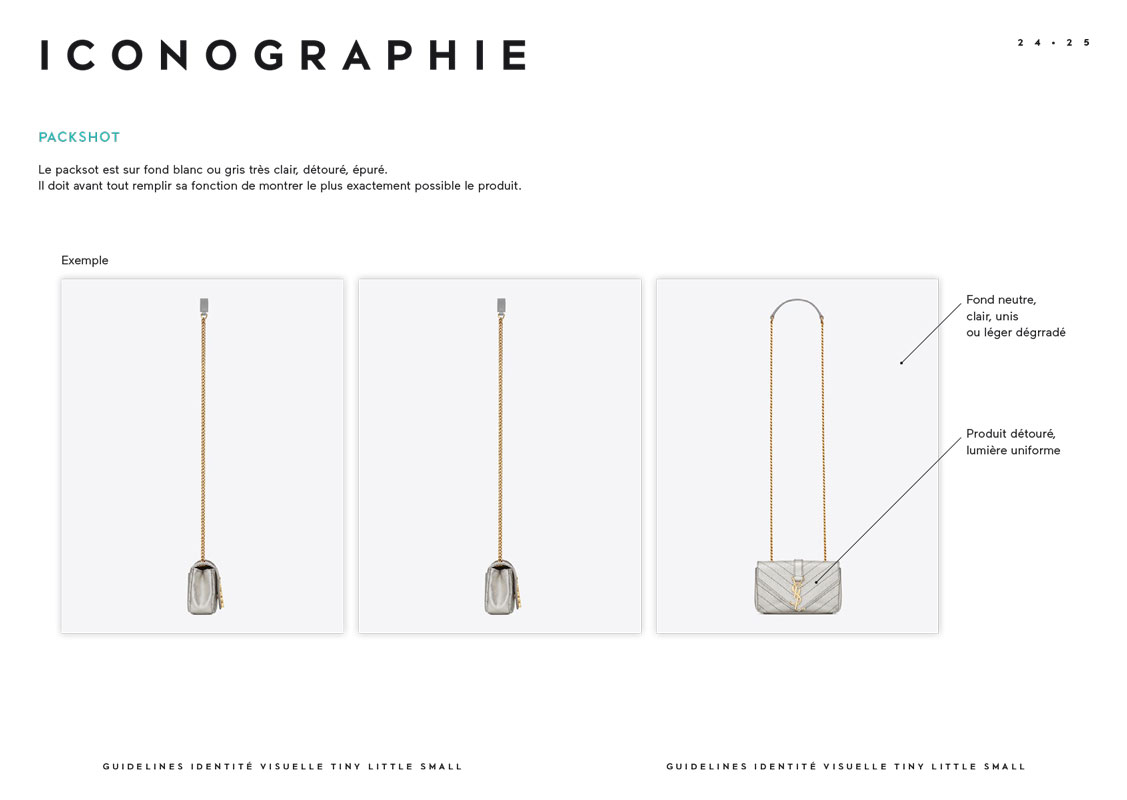 ICONOGRAPHIE
24•25
PACKSHOT
Le packsot est sur fond blanc ou gris très clair, détouré, épuré.
Il doit avant tout remplir sa fonction de montrer le plus exactement possible le produit.
Exemple
Fond neutre,
clair, unis
ou léger dégrradé
Produit détouré,
lumière uniforme
GUIDELINES IDENTITÉ VISUELLE TINY LITTLE SMALL
GUIDELINES IDENTITÉ VISUELLE TINY LITTLE SMALL